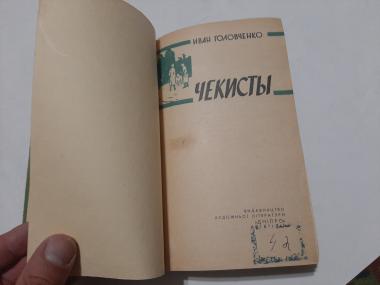 ИВАН ГОЛОВЧЕНКО
ЧЕКИСТЫ
ВИДАВНИЦТВО
ХУДОЖНЬОЇ ЛІТЕРАТУРИ
«ДНІПРО»